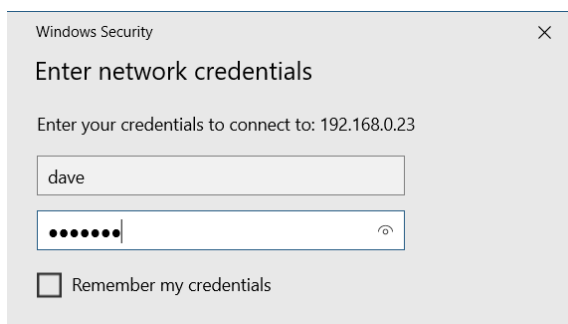 Windows Security
Enter network credentials
Enter your credentials to connect to: 192.168.0.23
dave
•••••••
Remember my credentials